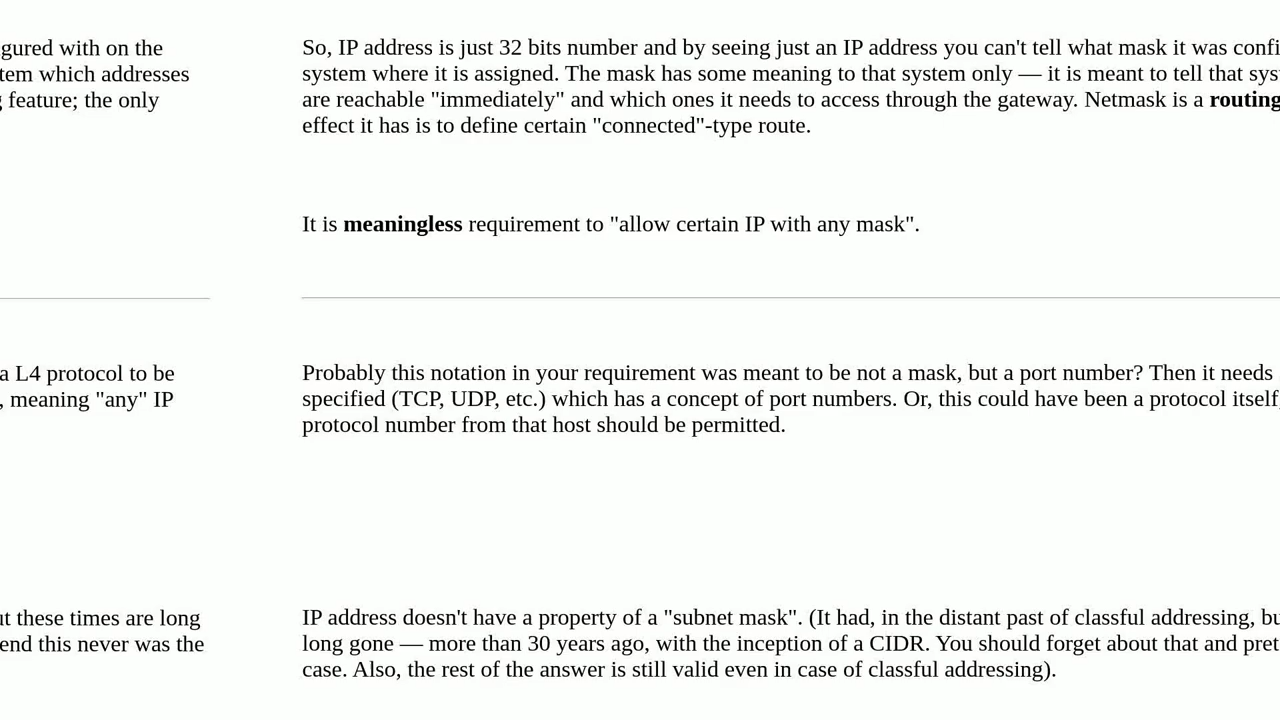 gured with on the
tem which addresses
g feature; the only
a L4 protocol to be
, meaning "any" IP
ut these times are long
end this never was the
So, IP address is just 32 bits number and by seeing just an IP address you can't tell what mask it was confi
system where it is assigned. The mask has some meaning to that system only — it is meant to tell that sys
are reachable "immediately" and which ones it needs to access through the gateway. Netmask is a routing
effect it has is to define certain "connected"-type route.
It is meaningless requirement to "allow certain IP with any mask".
Probably this notation in your requirement was meant to be not a mask, but a port number? Then it needs
specified (TCP, UDP, etc.) which has a concept of port numbers. Or, this could have been a protocol itself,
protocol number from that host should be permitted.
IP address doesn't have a property of a "subnet mask". (It had, in the distant past of classful addressing, bu
long gone — more than 30 years ago, with the inception of a CIDR. You should forget about that and pret
case. Also, the rest of the answer is still valid even in case of classful addressing).